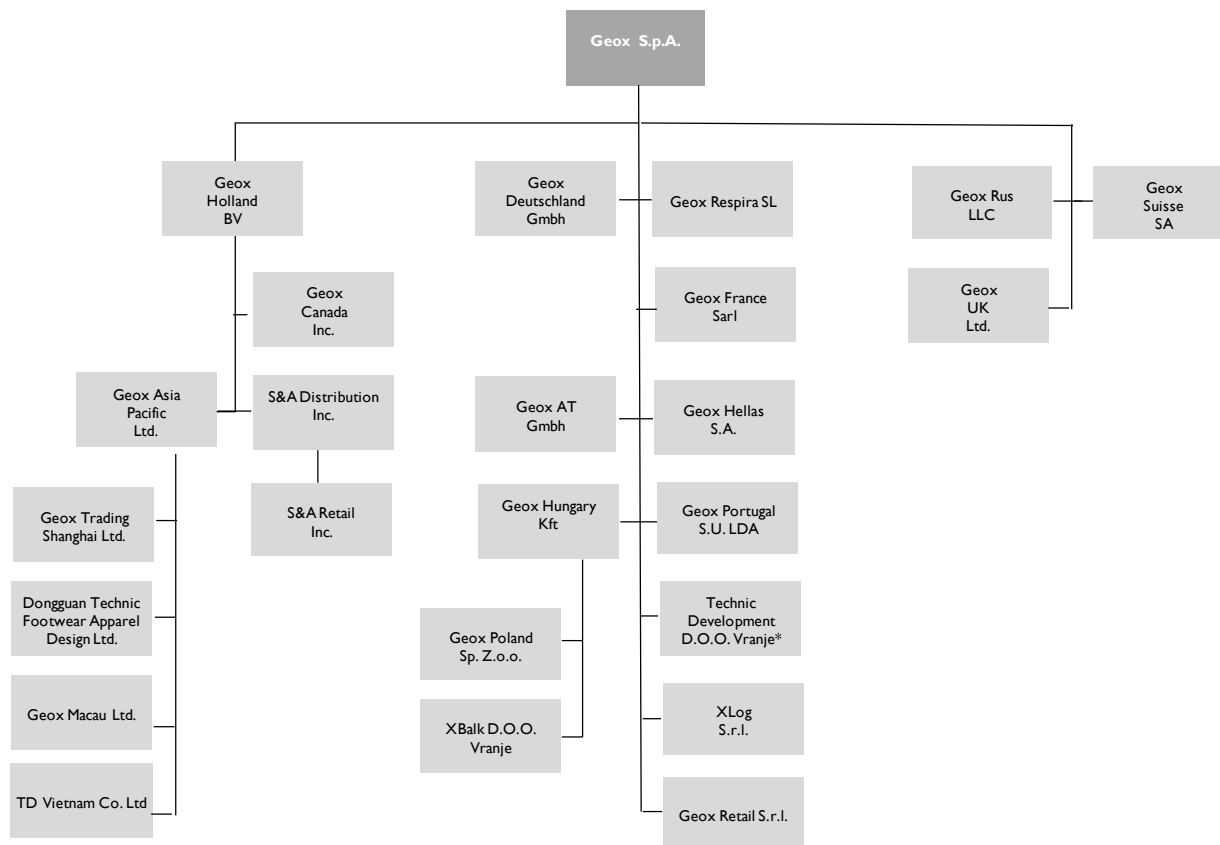 Geox S.p.A.
Geox
Holland
BV
Geox
Deutschland
Gmbh
Geox Respira SL
Geox Rus
LLC
Geox
Suisse
SA
Geox
Canada
Inc.
Geox France
Sarl
Geox
UK
Ltd.
Geox Asia
Pacific
Ltd.
S&A Distribution
Inc.
Geox AT
Gmbh
Geox Hellas
S.A.
Geox Trading
Shanghai Ltd.
S&A Retail
Inc.
Geox Hungary
Kft
Geox Portugal
S.U. LDA
Dongguan Technic
Footwear Apparel
Design Ltd.
Geox Poland
Sp. Z.o.o.
Technic
Development
D.O.O. Vranje*
Geox Macau Ltd.
XBalk D.O.O.
Vranje
XLog
S.r.l.
TD Vietnam Co. Ltd
Geox Retail S.r.l.